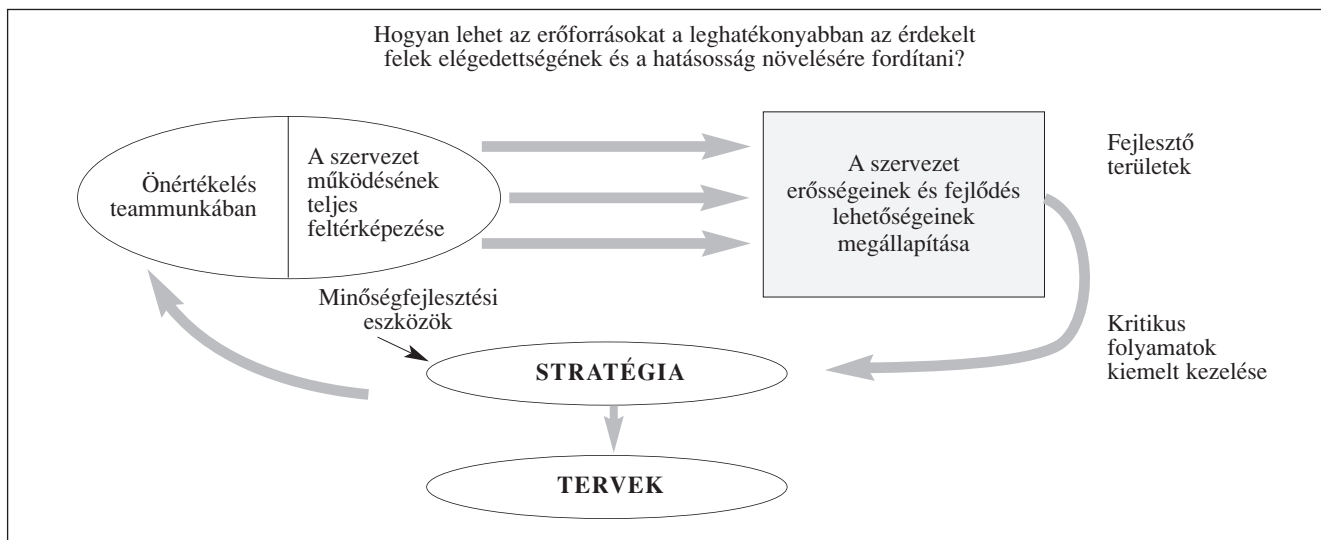 Hogyan lehet az erőforrásokat a leghatékonyabban az érdekelt
felek elégedettségének és a hatásosság növelésére fordítani?
Önértékelés
teammunkában
A szervezet
működésének
teljes
feltérképezése
A szervezet
erősségeinek és fejlődés
lehetőségeinek
megállapítása
Fejlesztő
területek
Minőségfejlesztési
eszközök
Kritikus
folyamatok
kiemelt kezelése
STRATÉGIA
TERVEK